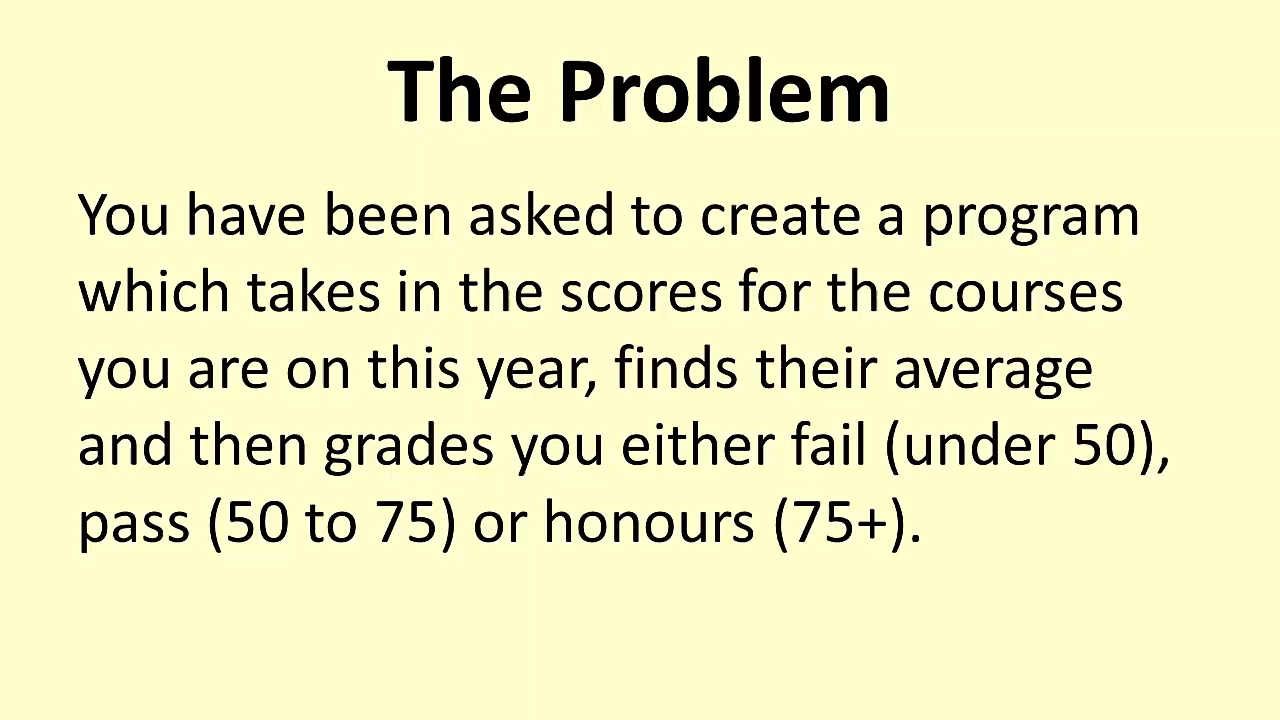 The Problem
You have been asked to create a program
which takes in the scores for the courses
you are on this year, finds their average
and then grades you either fail (under 50),
pass (50 to 75) or honours (75+).